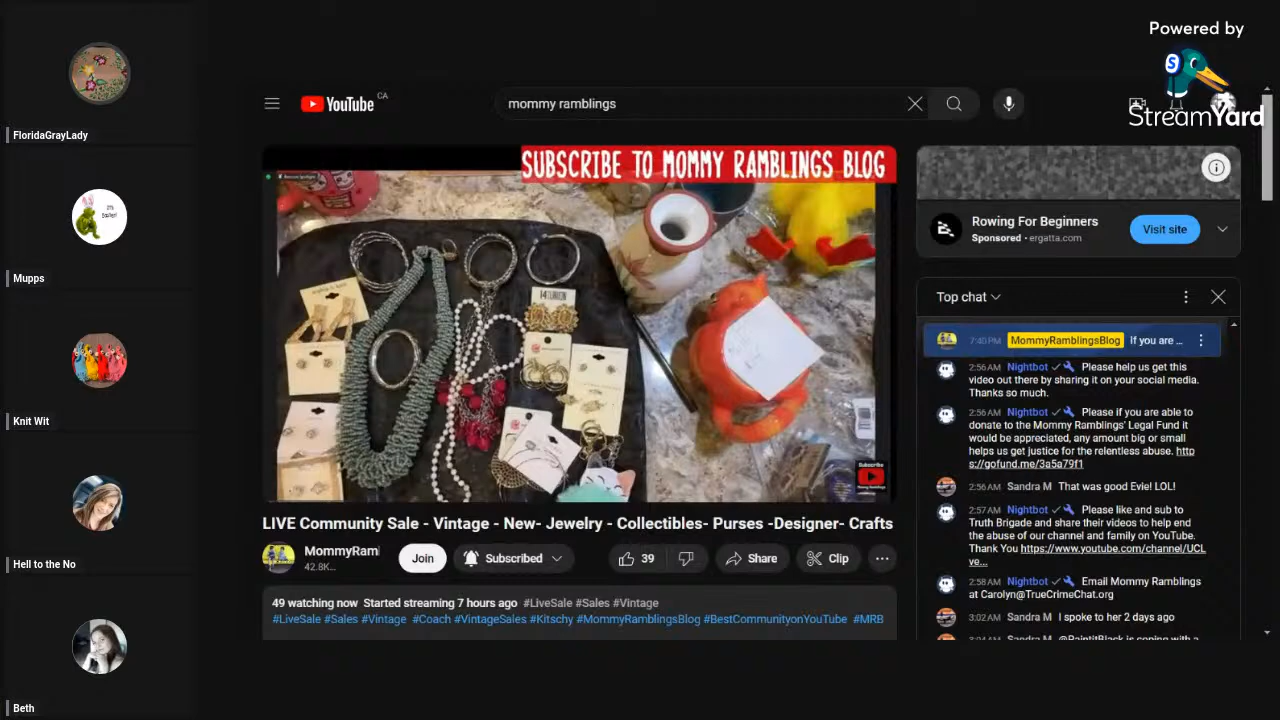 Powered by
StreamYard
FloridaGrayLady
Mupps
Knit Wit
Hell to the No
Beth
YouTube CA
mommy ramblings
SUBSCRIBE TO MOMMY RAMBLINGS BLOG
LIVE Community Sale - Vintage - New- Jewelry - Collectibles- Purses -Designer- Crafts
MommyRaml
42.8K...
Join
Subscribed
39
Share
Clip
49 watching now Started streaming 7 hours ago #LiveSale #Sales #Vintage
#LiveSale #Sales #Vintage #Coach #VintageSales #Kitschy #MommyRamblingsBlog #BestCommunityonYouTube #MRB
Rowing For Beginners
Sponsored · ergatta.com
Visit site
Top chat
7:40 PM MommyRamblingsBlog If you are ...
2:56 AM Nightbot Please help us get this
video out there by sharing it on your social media.
Thanks so much.
2:56 AM Nightbot Please if you are able to
donate to the Mommy Ramblings' Legal Fund it
would be appreciated, any amount big or small
helps us get justice for the relentless abuse. http
s://gofund.me/3a5a79f1
2:56 AM Sandra M That was good Evie! LOL!
2:57 AM Nightbot Please like and sub to
Truth Brigade and share their videos to help end
the abuse of our channel and family on YouTube.
Thank You https://www.youtube.com/channel/UCL
ve...
2:58 AM Nightbot Email Mommy Ramblings
at Carolyn@TrueCrimeChat.org
3:02 AM Sandra M I spoke to her 2 days ago
3:04 AM Sandra M @PaintitBlack is coping with a